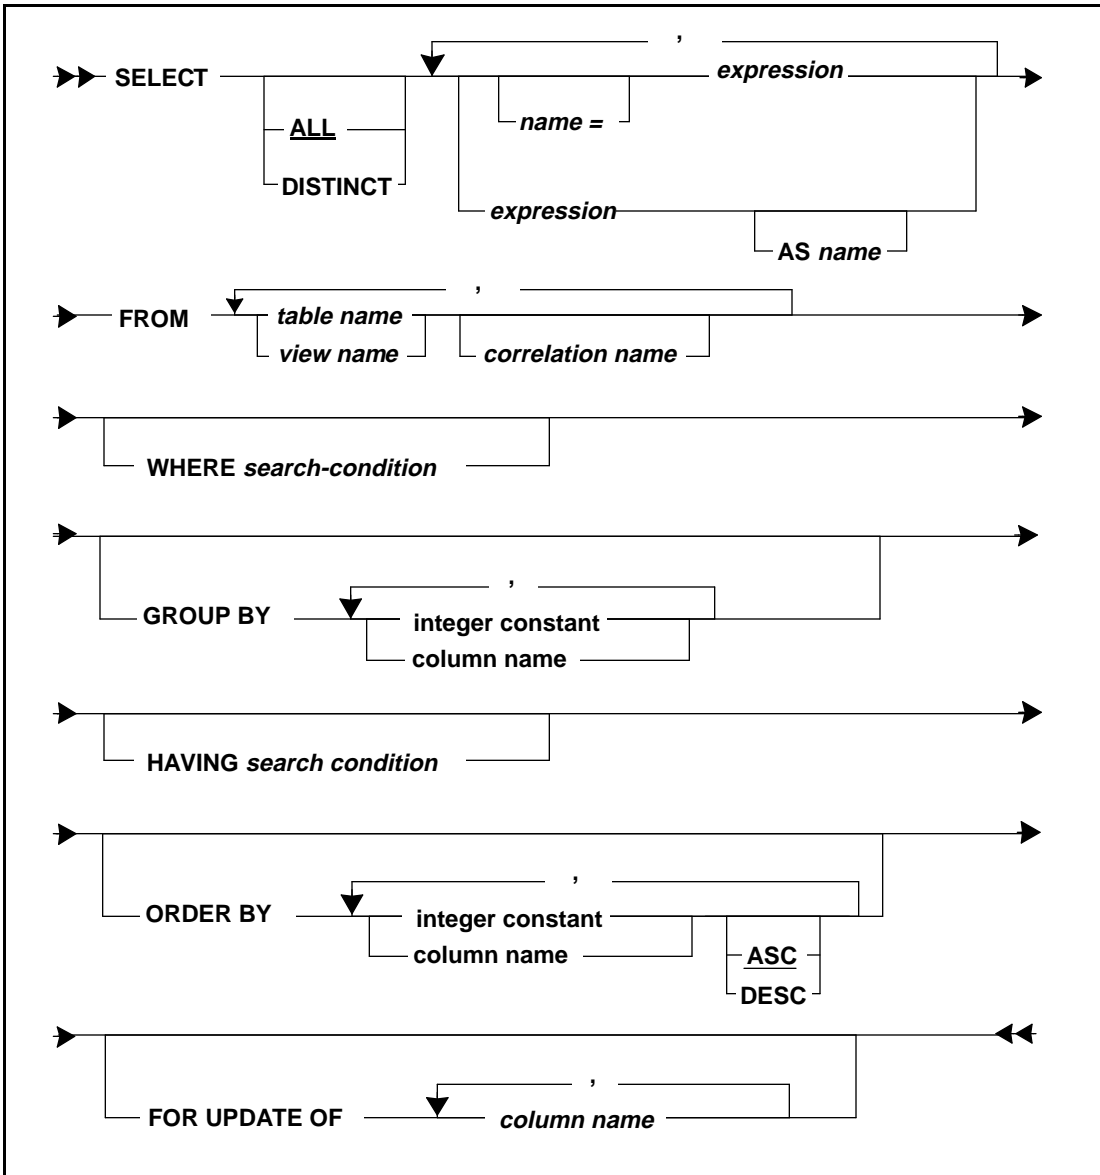 ,
SELECT expression
name =
ALL
DISTINCT
expression
AS name
,
FROM table name
view name correlation name
WHERE search-condition
,
GROUP BY integer constant
column name
HAVING search condition
,
ORDER BY integer constant
column name ASC
DESC
,
FOR UPDATE OF column name